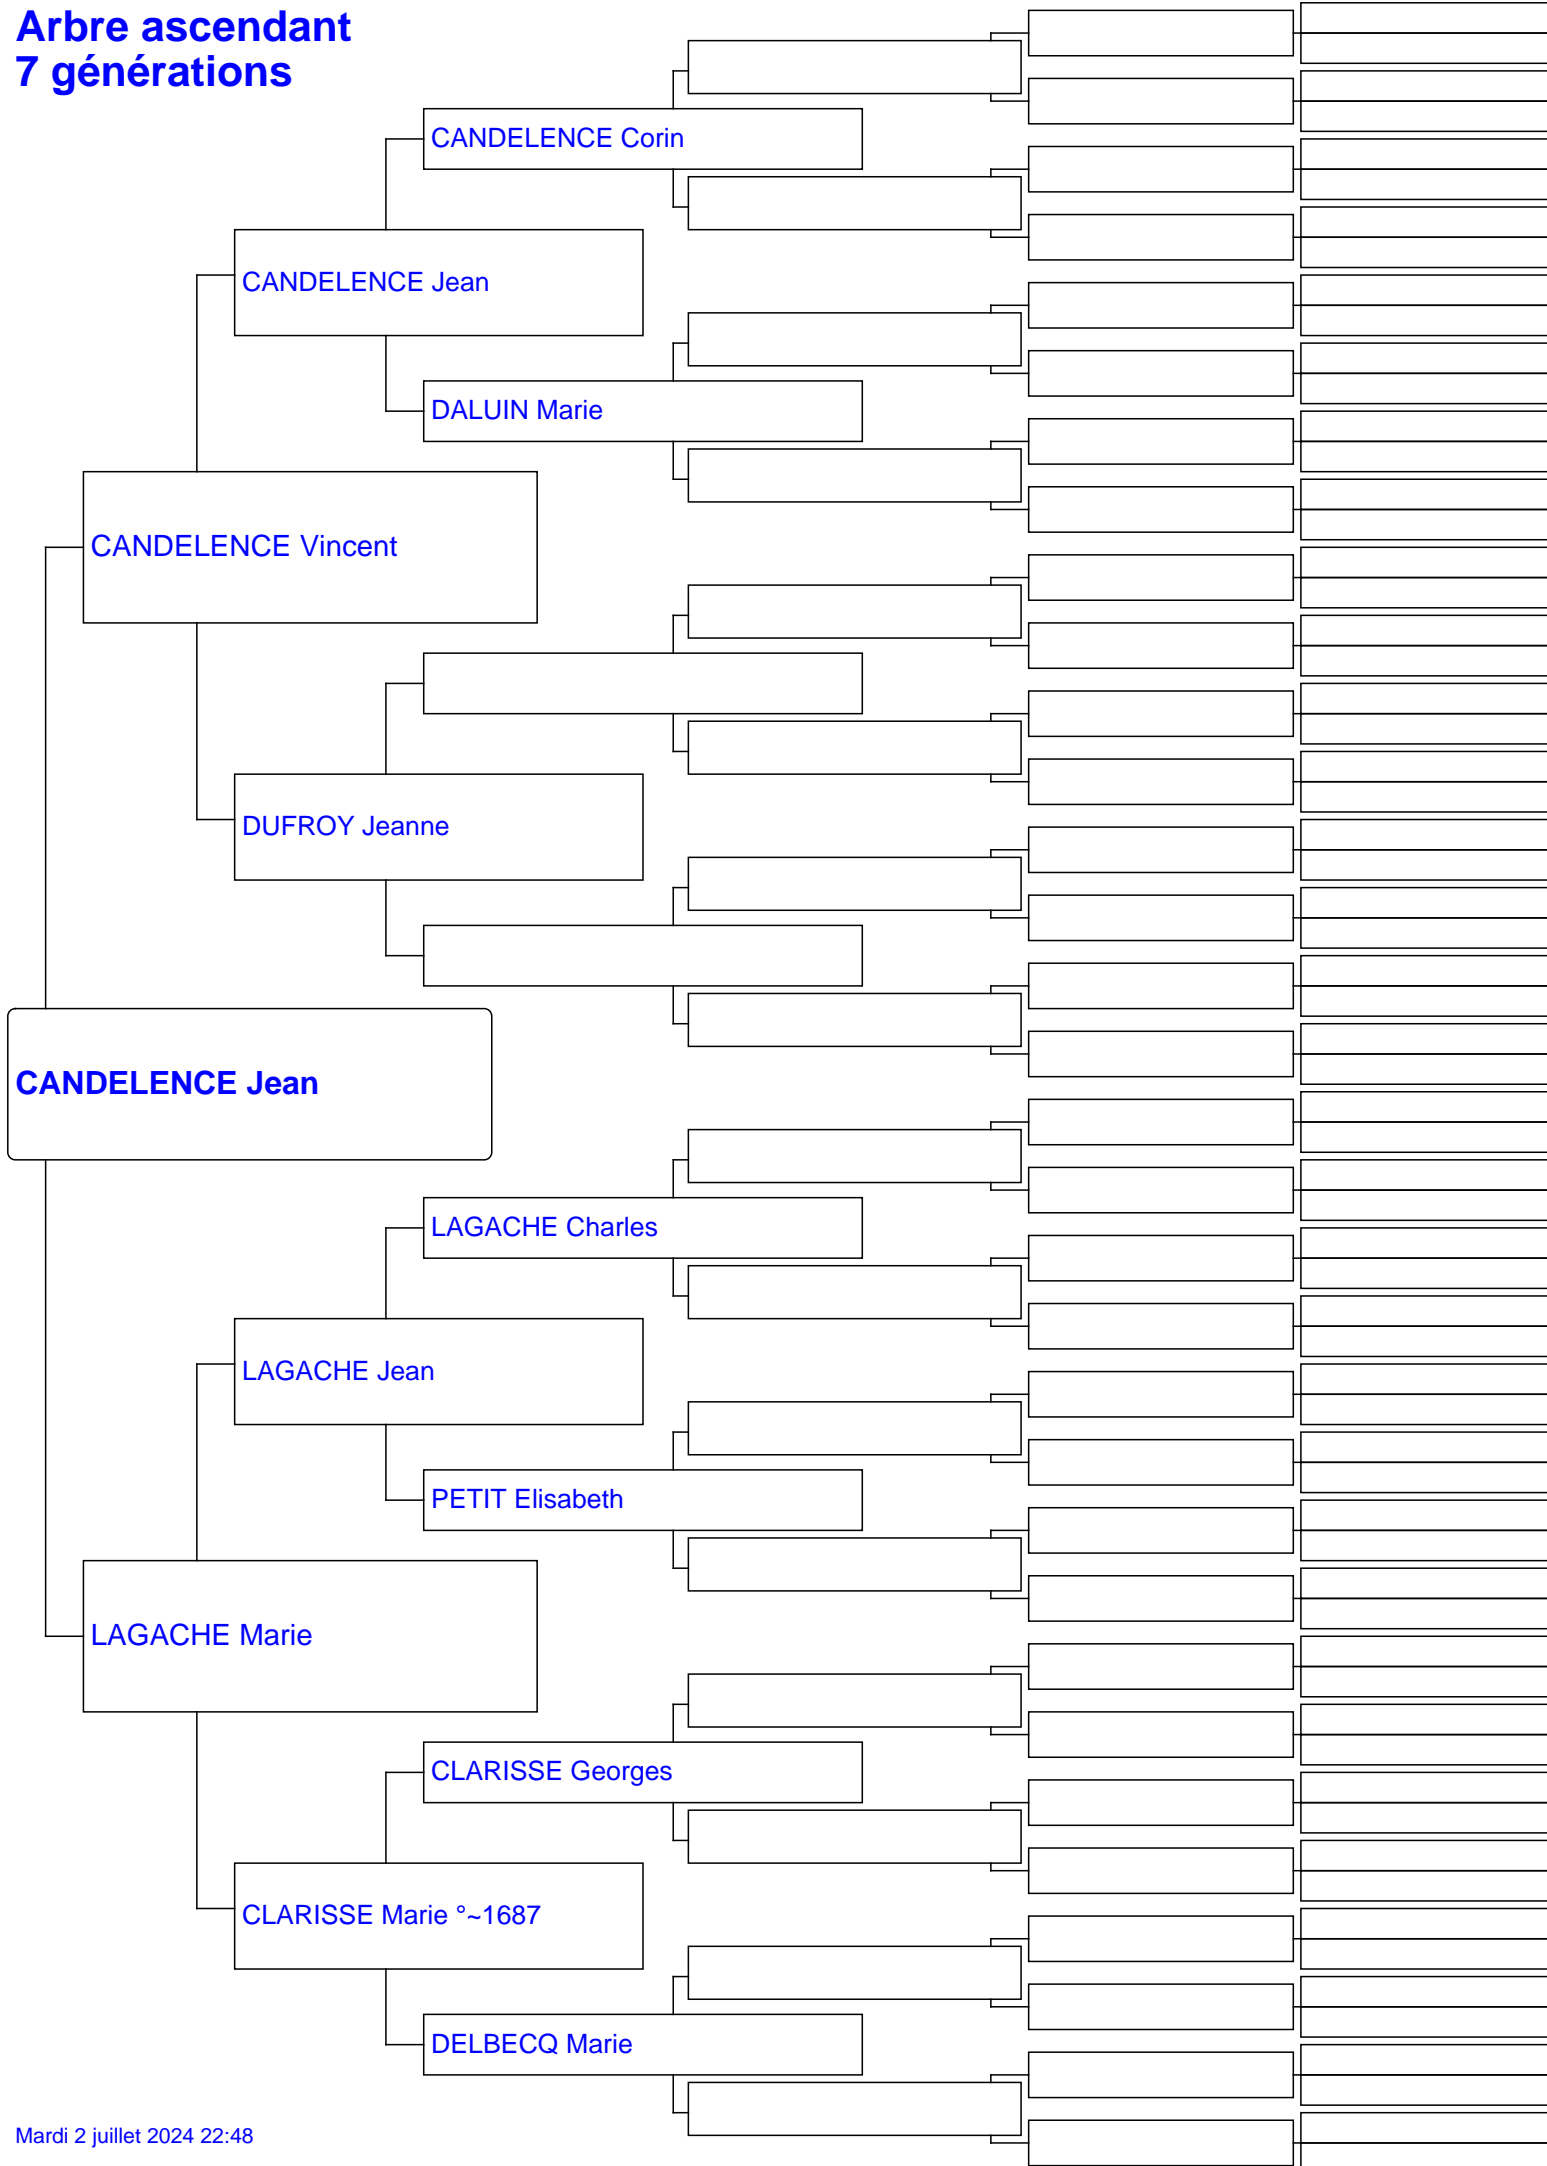 Arbre ascendant
7 générations
CANDELENCE Corin
CANDELENCE Jean
DALUIN Marie
CANDELENCE Vincent
DUFROY Jeanne
CANDELENCE Jean
LAGACHE Charles
LAGACHE Jean
PETIT Elisabeth
LAGACHE Marie
CLARISSE Georges
CLARISSE Marie °~1687
DELBECQ Marie
Mardi 2 juillet 2024 22:48